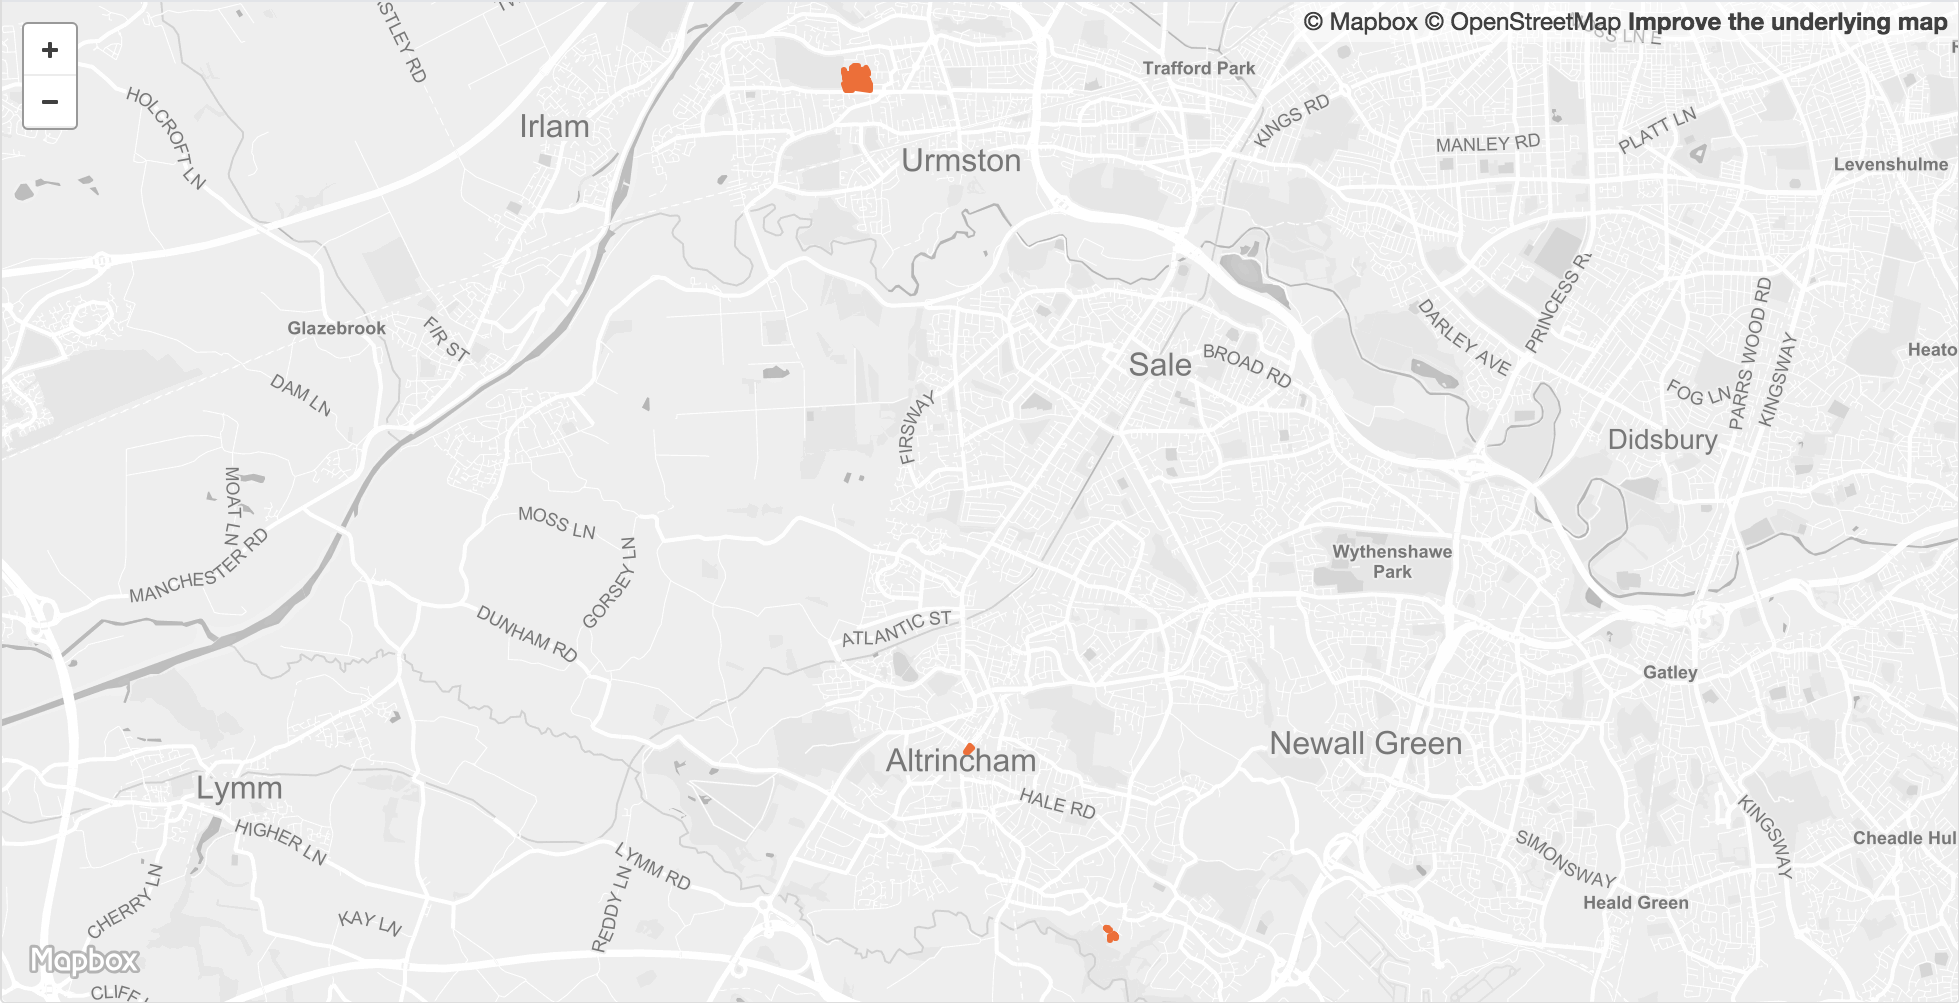 © Mapbox © OpenStreetMap Improve the underlying map
+
−
Trafford Park
HOLCROFT LN
Irlam
KINGS RD
MANLEY RD
PLATT LN
Urmston
Levenshulme
PRINCESS
Glazebrook
FIR ST
DARLEY AVE
PARRS WOOD RD
KINGSWAY
Sale
BROAD RD
DAM LN
FIRSWAY
FOG LN
Didsbury
MOAT LN
MOSS LN
MANCHESTER RD
GORSEY LN
Wythenshawe
Park
DUNHAM RD
ATLANTIC ST
Gatley
Newall Green
Altrincham
Lymm
HALE RD
HIGHER LN
LYMM RD
SIMONSWAY
KINGSWAY
Cheadle Hul
CHERRY LN
KAY LN
REDDY LN
Heald Green
Mapbox